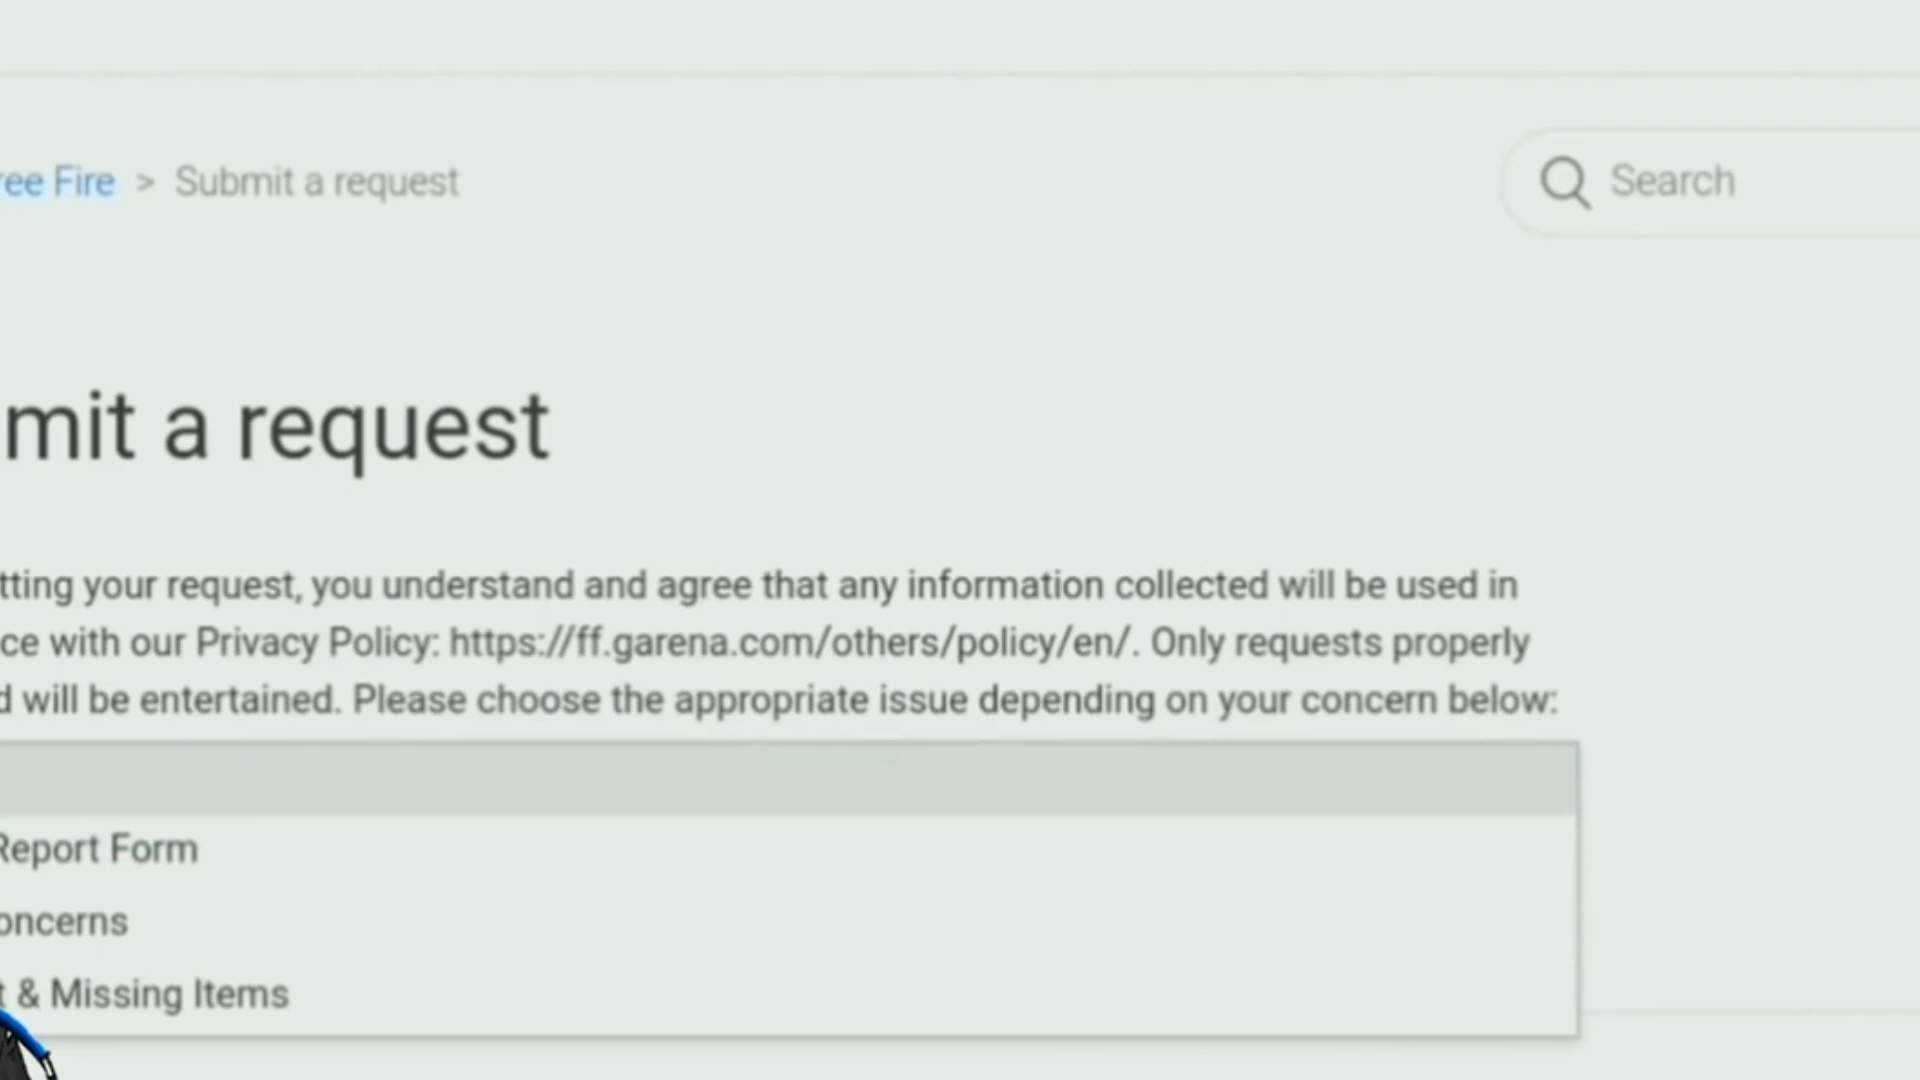 ree Fire > Submit a request
Search
mit a request
tting your request, you understand and agree that any information collected will be used in
ce with our Privacy Policy: https://ff.garena.com/others/policy/en/. Only requests properly
d will be entertained. Please choose the appropriate issue depending on your concern below:
Report Form
oncerns
t & Missing Items